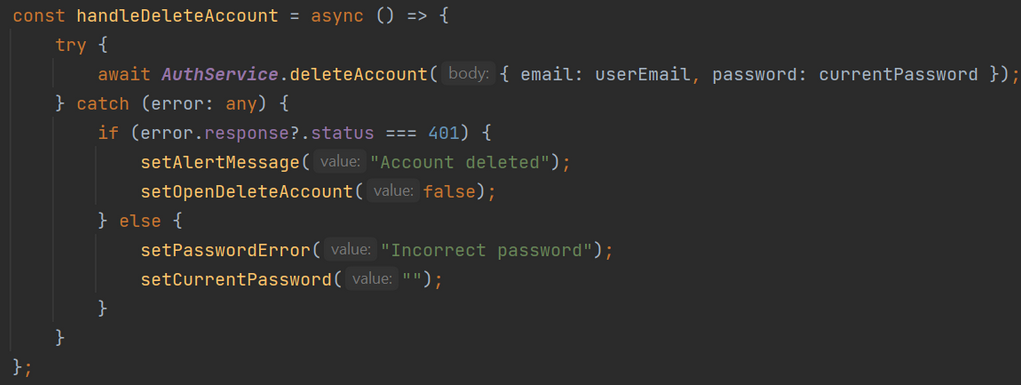 const handleDeleteAccount = async () => {
    try {
        await AuthService.deleteAccount( body: { email: userEmail, password: currentPassword });
    } catch (error: any) {
        if (error.response?.status === 401) {
            setAlertMessage( value: "Account deleted");
            setOpenDeleteAccount( value: false);
        } else {
            setPasswordError( value: "Incorrect password");
            setCurrentPassword( value: "");
        }
    }
};